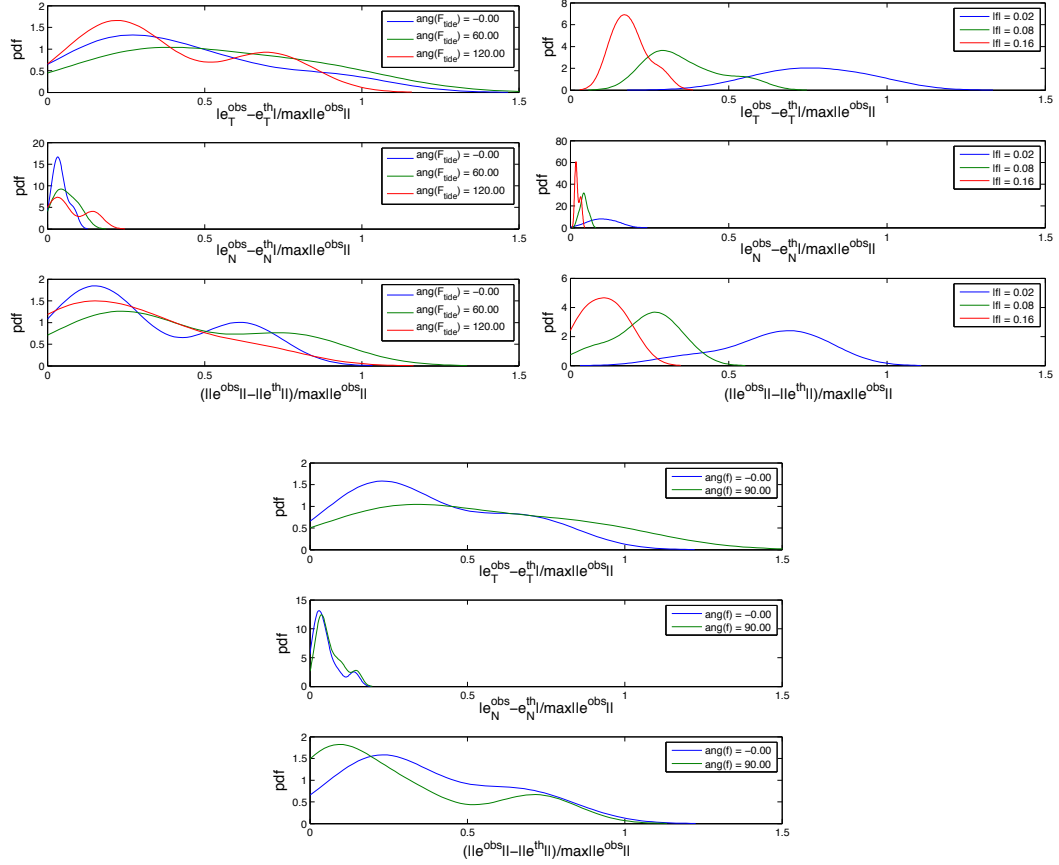 pdf
2
1.5
1
0.5
0
0 0.5 1 1.5
|e_T^obs −e_T^th|/max||e^obs||
ang(F_tide) = −0.00
ang(F_tide) = 60.00
ang(F_tide) = 120.00
pdf
20
15
10
5
0
0 0.5 1 1.5
|e_N^obs −e_N^th|/max||e^obs||
ang(F_tide) = −0.00
ang(F_tide) = 60.00
ang(F_tide) = 120.00
pdf
2
1.5
1
0.5
0
0 0.5 1 1.5
(||e^obs||−||e^th||)/max||e^obs||
ang(F_tide) = −0.00
ang(F_tide) = 60.00
ang(F_tide) = 120.00
pdf
8
6
4
2
0
0 0.5 1 1.5
|e_T^obs −e_T^th|/max||e^obs||
|f| = 0.02
|f| = 0.08
|f| = 0.16
pdf
80
60
40
20
0
0 0.5 1 1.5
|e_N^obs −e_N^th|/max||e^obs||
|f| = 0.02
|f| = 0.08
|f| = 0.16
pdf
6
4
2
0
0 0.5 1 1.5
(||e^obs||−||e^th||)/max||e^obs||
|f| = 0.02
|f| = 0.08
|f| = 0.16
pdf
2
1.5
1
0.5
0
0 0.5 1 1.5
|e_T^obs −e_T^th|/max||e^obs||
ang(f) = −0.00
ang(f) = 90.00
pdf
15
10
5
0
0 0.5 1 1.5
|e_N^obs −e_N^th|/max||e^obs||
ang(f) = −0.00
ang(f) = 90.00
pdf
2
1.5
1
0.5
0
0 0.5 1 1.5
(||e^obs||−||e^th||)/max||e^obs||
ang(f) = −0.00
ang(f) = 90.00